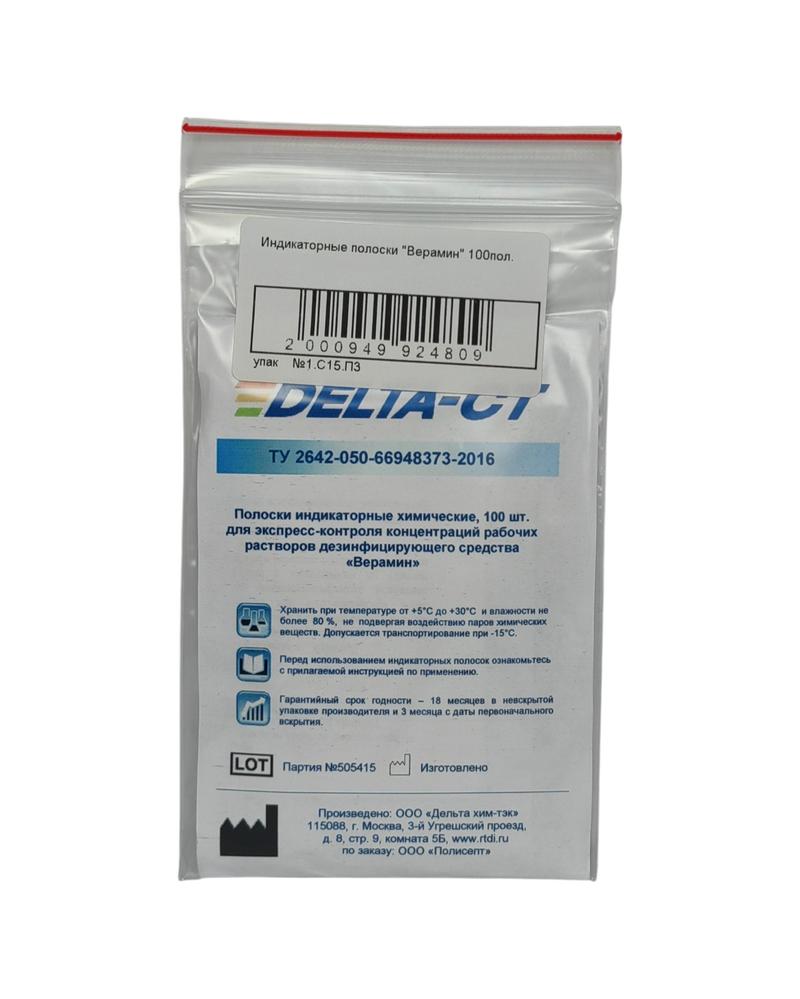 Индикаторные полоски "Верамин" 100пол.
2 000949 924809
упак №1.С15.П3
DELTA-СТ
ТУ 2642-050-66948373-2016
Полоски индикаторные химические, 100 шт.
для экспресс-контроля концентраций рабочих
растворов дезинфицирующего средства
«Верамин»
Хранить при температуре от +5°С до +30°С и влажности не
более 80 %, не подвергая воздействию паров химических
веществ. Допускается транспортирование при -15°С.
Перед использованием индикаторных полосок ознакомьтесь
с прилагаемой инструкцией по применению.
Гарантийный срок годности – 18 месяцев в невскрытой
упаковке производителя и 3 месяца с даты первоначального
вскрытия.
LOT Партия №505415 Изготовлено
Произведено: ООО «Дельта хим-тэк»
115088, г. Москва, 3-й Угрешский проезд,
д. 8, стр. 9, комната 5Б, www.rtdi.ru
по заказу: ООО «Полисепт»